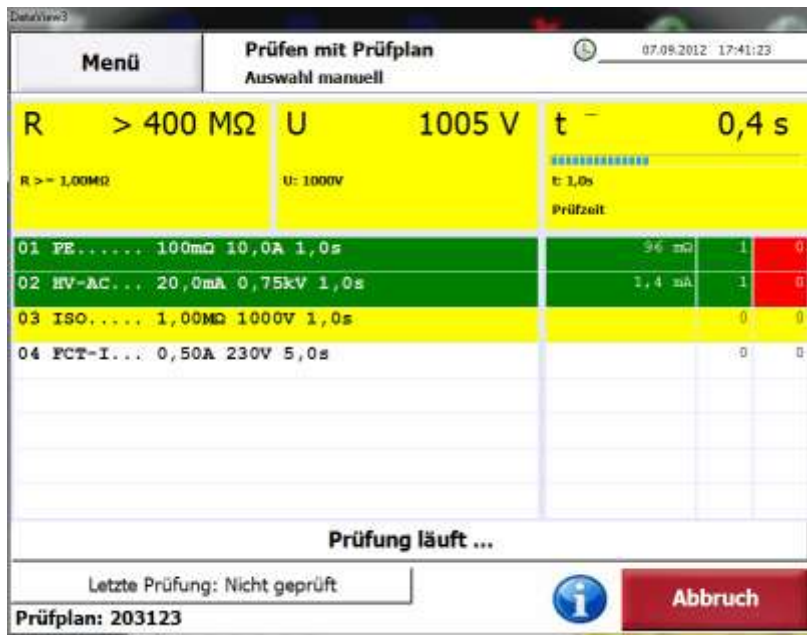 DataView3
Menü
Prüfen mit Prüfplan
Auswahl manuell
07.09.2012 17:41:23
R > 400 MΩ U 1005 V t 0,4 s
R >= 1,00MΩ U: 1000V t: 1,0s
Prüfzeit
01 PE...... 100mΩ 10,0A 1,0s 96 mΩ 1 0
02 HV-AC... 20,0mA 0,75kV 1,0s 1,4 mA 1 0
03 ISO..... 1,00MΩ 1000V 1,0s 0 0
04 FCT-I... 0,50A 230V 5,0s 0 0
Prüfung läuft ...
Letzte Prüfung: Nicht geprüft
Prüfplan: 203123
Abbruch